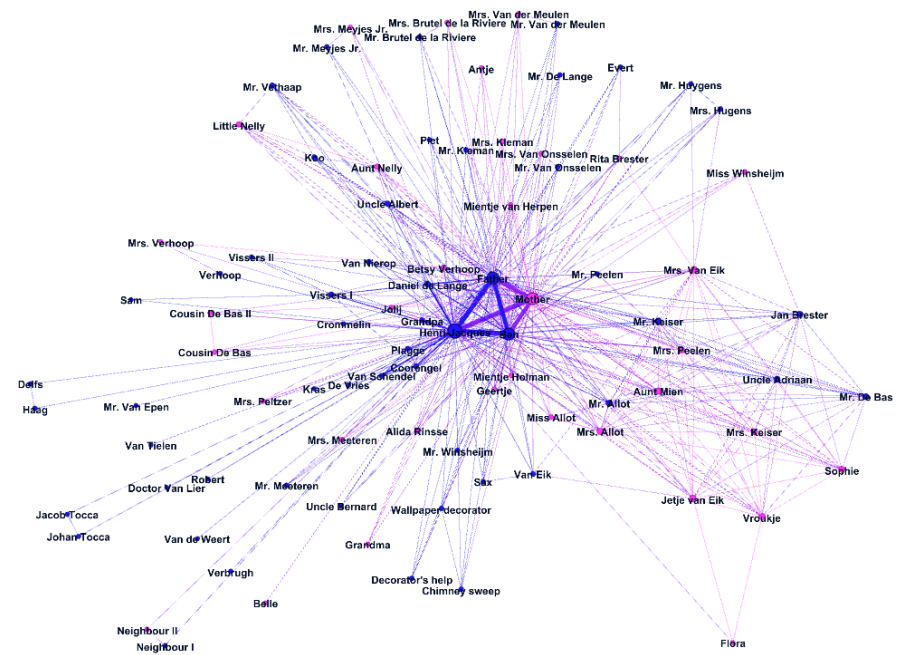 Mrs. Van der Meulen
Mrs. Brutel de la Riviere
Mr. Van der Meulen
Mrs. Meyjes Jr.
Mr. Brutel de la Riviere
Mr. Meyjes Jr.
Antje
Evert
Mr. De Lange
Mr. Vethaap
Mr. Huygens
Mrs. Hugens
Little Nelly
Piet
Mrs. Kleman
Mr. Kleman
Mrs. Van Onsselen
Koo
Rita Brester
Aunt Nelly
Mr. Van Onsselen
Miss Winsheijm
Uncle Albert
Mientje van Herpen
Mrs. Verhoop
Vissers II
Van Nierop
Betsy Verhoop
Mrs. Van Eik
Verhoop
Father
Mr. Peelen
Daniel de Lange
Vissers I
Mother
Sam
Cousin De Bas II
Jolij
Jan Brester
Crommelin
Grandpa
Mr. Keiser
Henri Jacques
Ben
Cousin De Bas
Plagge
Mrs. Peelen
Coorengel
Van Schendel
Mientje Holman
Uncle Adriaan
Delfs
Kras
De Vries
Geertje
Aunt Mien
Mr. De Bas
Haag
Mr. Van Epen
Mrs. Peltzer
Mr. Allot
Miss Allot
Mrs. Meeteren
Alida Rinsse
Mrs. Allot
Mrs. Keiser
Van Tielen
Mr. Winsheijm
Sophie
Robert
Van Eik
Doctor Van Lier
Mr. Meeteren
Sax
Jetje van Eik
Uncle Bernard
Wallpaper decorator
Jacob Tocca
Vroukje
Johan Tocca
Van de Weert
Grandma
Verbrugh
Decorator's help
Chimney sweep
Belle
Neighbour II
Neighbour I
Flora